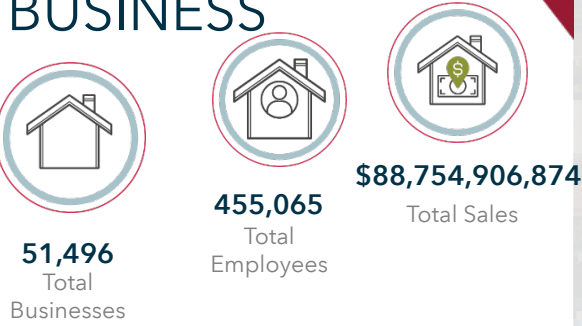 BUSINESS
51,496
Total
Businesses
455,065
Total
Employees
$88,754,906,874
Total Sales
$